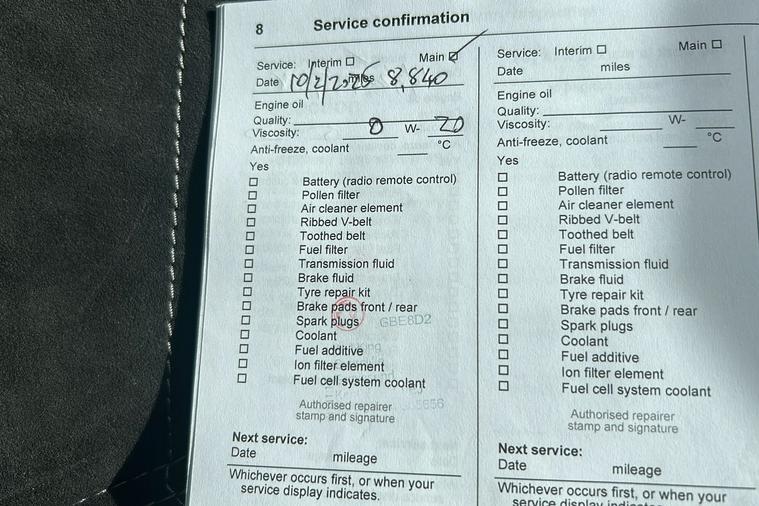 8 Service confirmation
Service: Interim ☐ Main ☑
Date 10/2/2026 miles 8,840
Engine oil
Quality:
Viscosity: 0 W- 20
Anti-freeze, coolant °C
Yes
☐ Battery (radio remote control)
☐ Pollen filter
☐ Air cleaner element
☐ Ribbed V-belt
☐ Toothed belt
☐ Fuel filter
☐ Transmission fluid
☐ Brake fluid
☐ Tyre repair kit
☐ Brake pads front / rear
☐ Spark plugs GBE8D2
☐ Coolant
☐ Fuel additive
☐ Ion filter element
☐ Fuel cell system coolant
Authorised repairer
stamp and signature
Next service:
Date mileage
Whichever occurs first, or when your
service display indicates.
Service: Interim ☐ Main ☐
Date miles
Engine oil
Quality:
Viscosity: W-
Anti-freeze, coolant °C
Yes
☐ Battery (radio remote control)
☐ Pollen filter
☐ Air cleaner element
☐ Ribbed V-belt
☐ Toothed belt
☐ Fuel filter
☐ Transmission fluid
☐ Brake fluid
☐ Tyre repair kit
☐ Brake pads front / rear
☐ Spark plugs
☐ Coolant
☐ Fuel additive
☐ Ion filter element
☐ Fuel cell system coolant
Authorised repairer
stamp and signature
Next service:
Date mileage
Whichever occurs first, or when your
service display